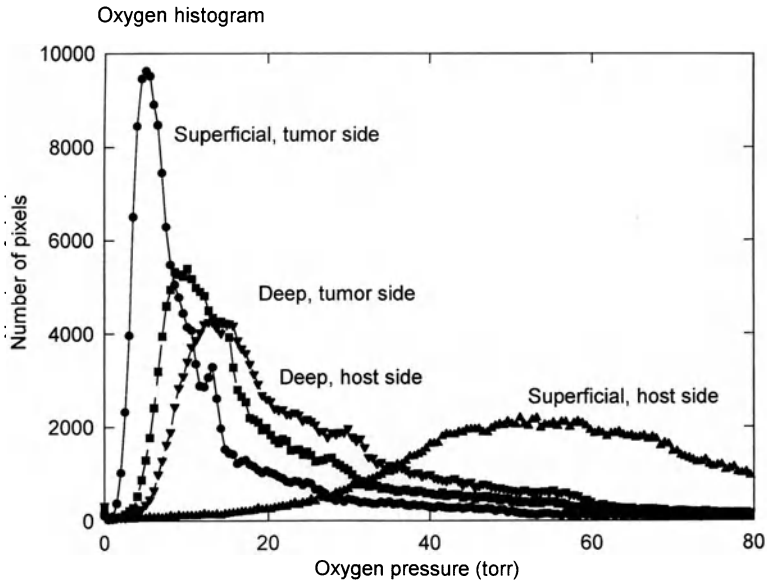 Oxygen histogram
10000
8000
6000
4000
2000
0
Number of pixels
Superficial, tumor side
Deep, tumor side
Deep, host side
Superficial, host side
0 20 40 60 80
Oxygen pressure (torr)